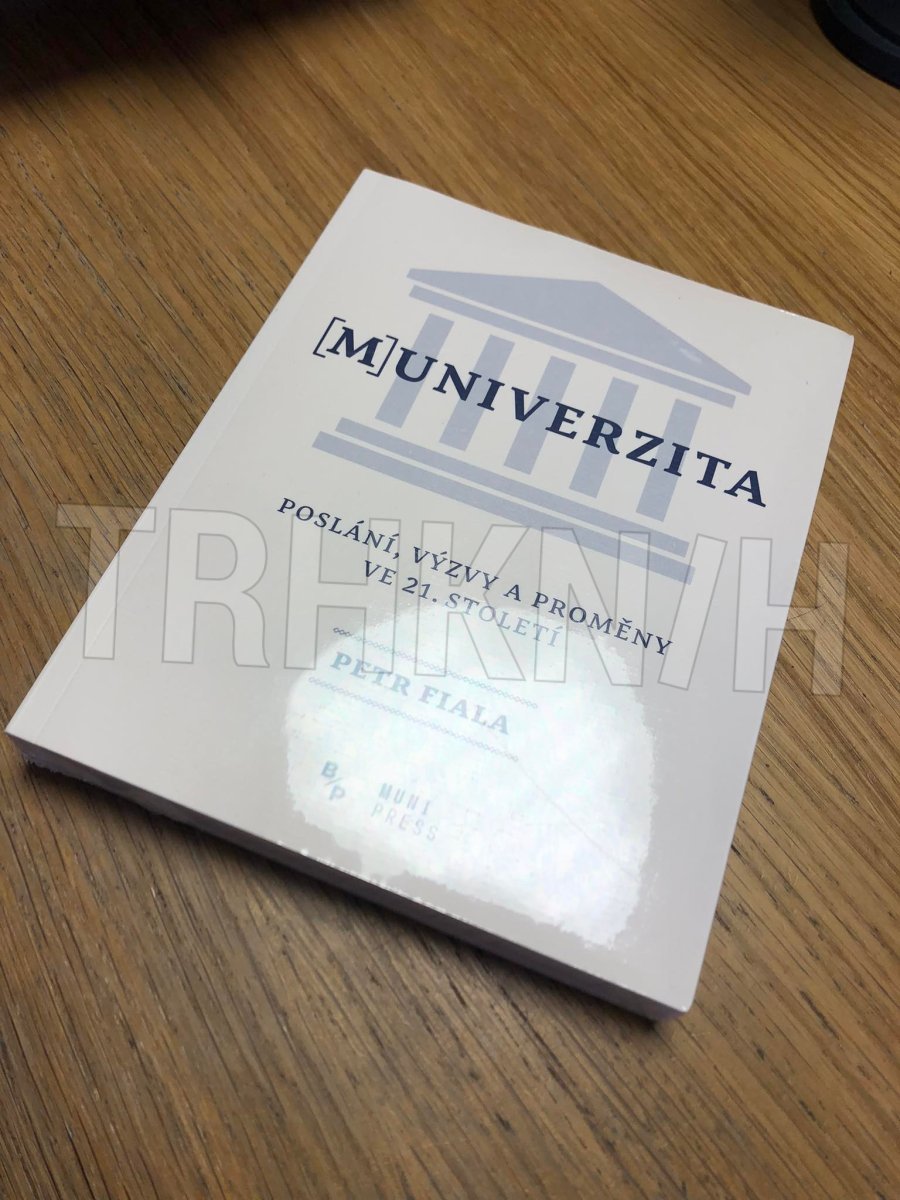 [M]UNIVERZITA
POSLÁNÍ, VÝZVY A PROMĚNY
VE 21. STOLETÍ
PETR FIALA
B/P
MUNI
PRESS
TRHKNIH